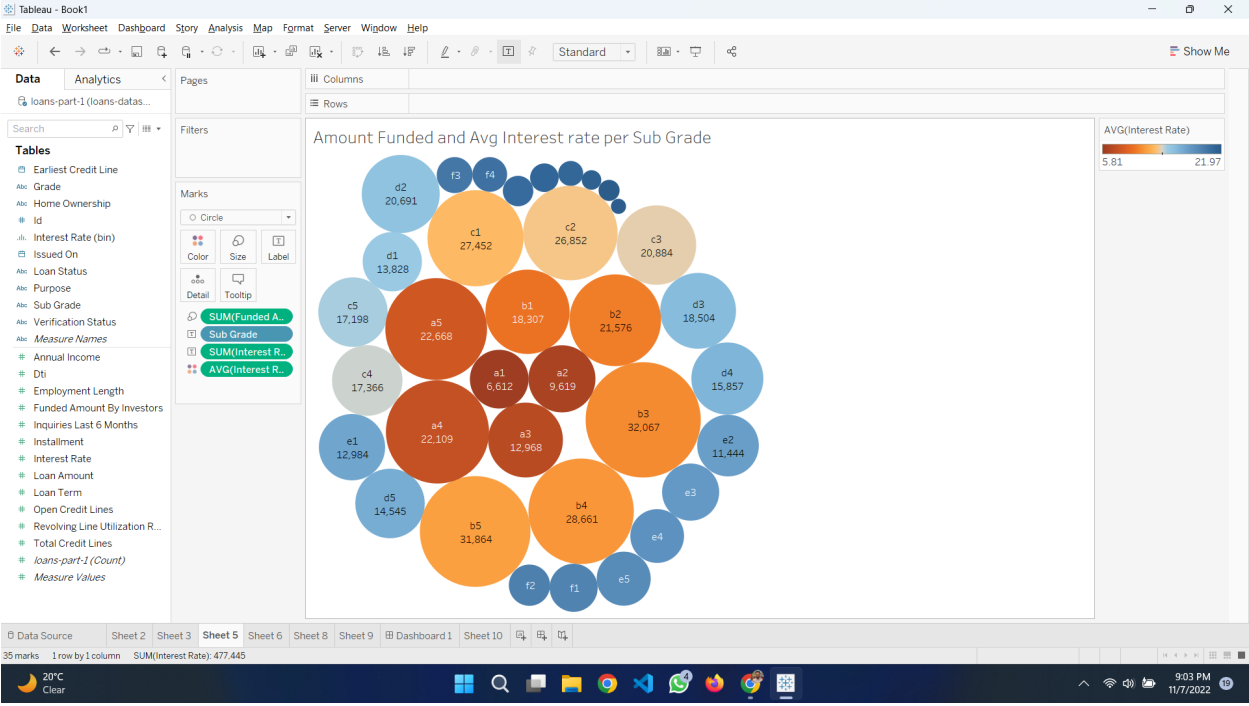 Tableau - Book1
File Data Worksheet Dashboard Story Analysis Map Format Server Window Help
Standard
Show Me
Data
Analytics
loans-part-1 (loans-datas...
Search
Tables
Earliest Credit Line
Abc Grade
Abc Home Ownership
Id
Interest Rate (bin)
Issued On
Abc Loan Status
Abc Purpose
Abc Sub Grade
Abc Verification Status
Abc Measure Names
Annual Income
Dti
Employment Length
Funded Amount By Investors
Inquiries Last 6 Months
Installment
Interest Rate
Loan Amount
Loan Term
Open Credit Lines
Revolving Line Utilization R...
Total Credit Lines
loans-part-1 (Count)
Measure Values
Pages
Filters
Marks
Circle
Color
Size
Label
Detail
Tooltip
SUM(Funded A..
Sub Grade
SUM(Interest R..
AVG(Interest R..
Columns
Rows
Amount Funded and Avg Interest rate per Sub Grade
d2
20,691
f3
f4
c1
27,452
c2
26,852
c3
20,884
d1
13,828
c5
17,198
a5
22,668
b1
18,307
b2
21,576
d3
18,504
c4
17,366
a1
6,612
a2
9,619
d4
15,857
a4
22,109
a3
12,968
b3
32,067
e1
12,984
e2
11,444
d5
14,545
b5
31,864
b4
28,661
e3
e4
e5
f2
f1
AVG(Interest Rate)
5.81
21.97
Data Source
Sheet 2
Sheet 3
Sheet 5
Sheet 6
Sheet 8
Sheet 9
Dashboard 1
Sheet 10
35 marks 1 row by 1 column SUM(Interest Rate): 477,445
20°C
Clear
4
9:03 PM
11/7/2022
19